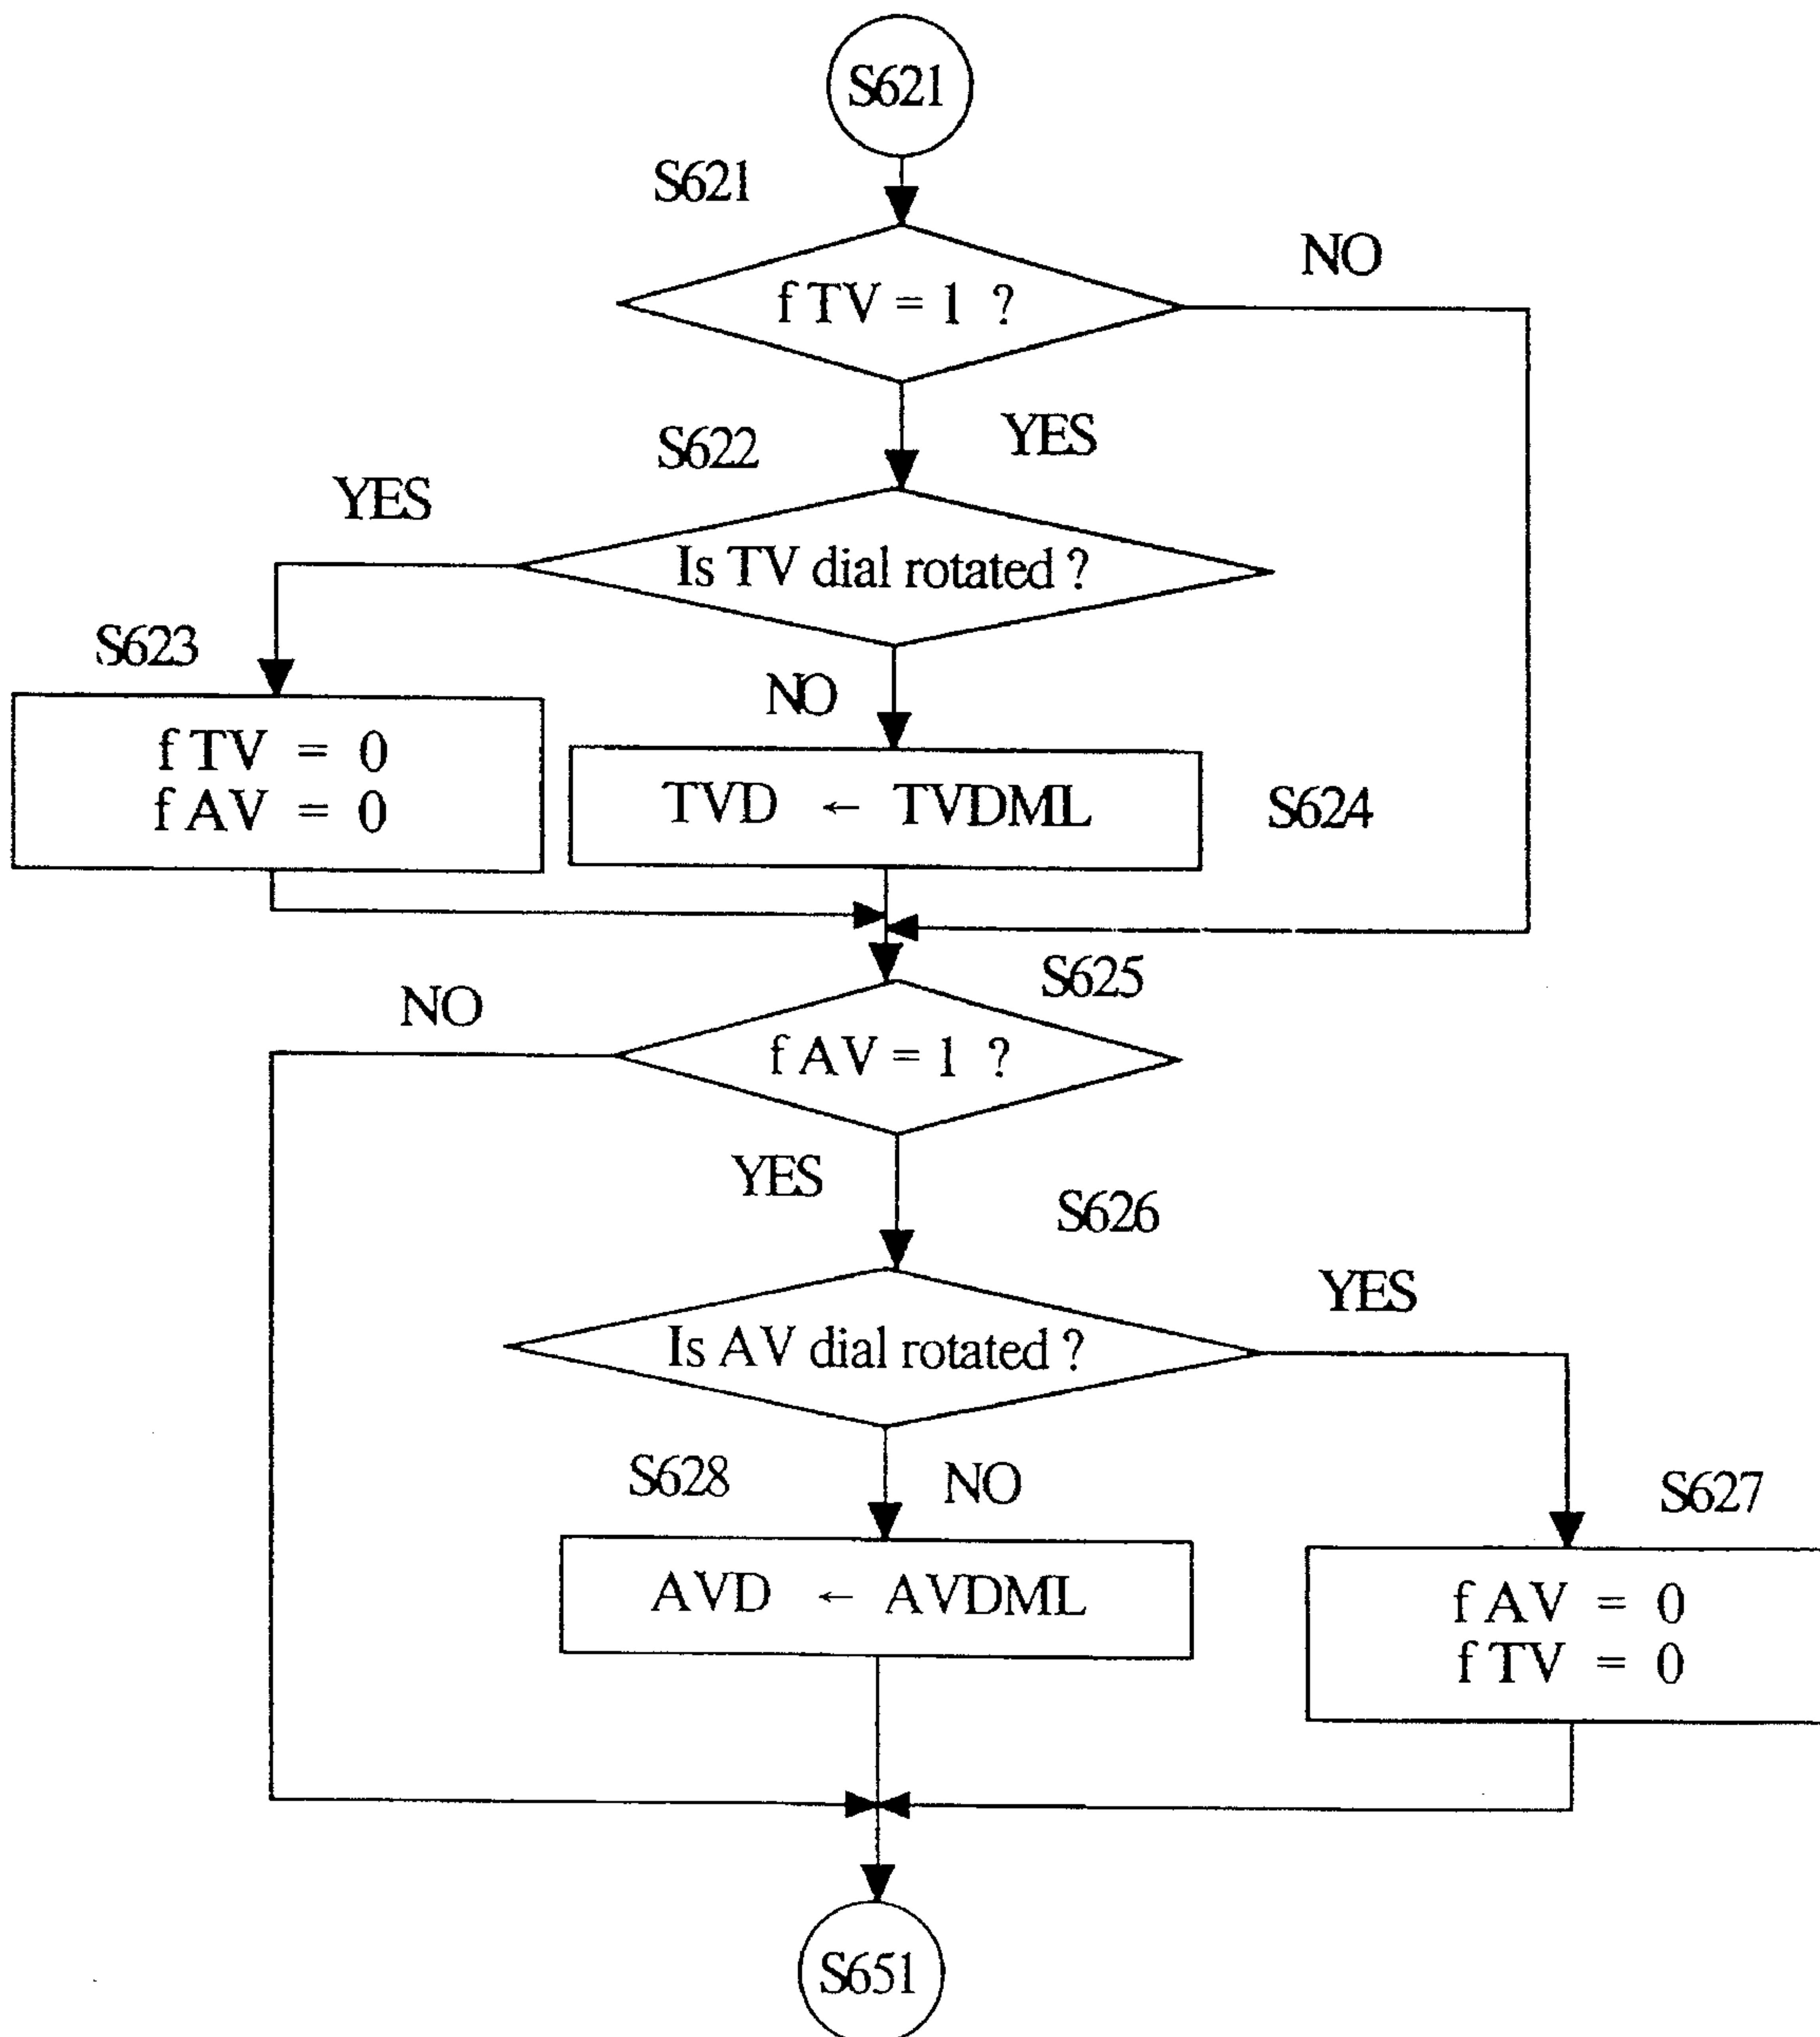 S621
S621
NO
f TV = 1 ?
YES
S622
YES
Is TV dial rotated ?
S623
NO
f TV = 0
f AV = 0
TVD ← TVDML
S624
S625
NO
f AV = 1 ?
YES
S626
YES
Is AV dial rotated ?
S628
NO
S627
AVD ← AVDML
f AV = 0
f TV = 0
S651